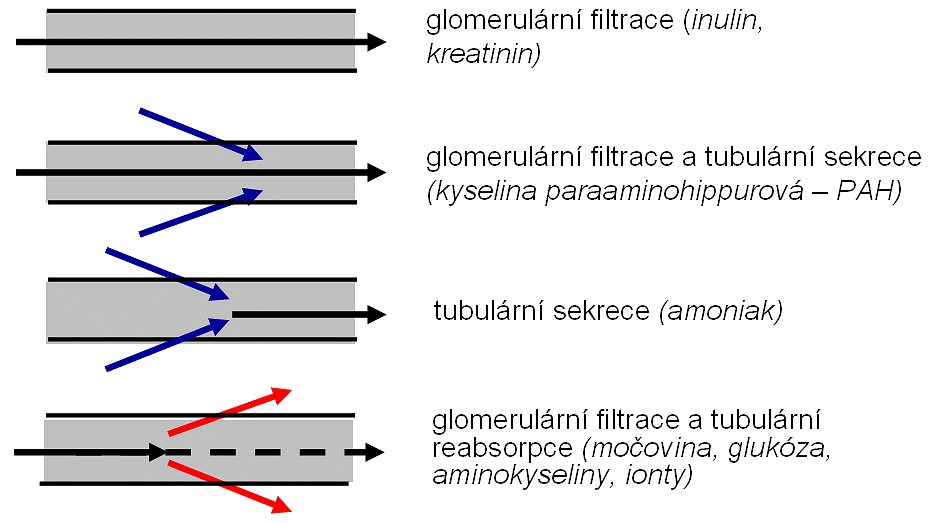 glomerulární filtrace (inulin,
kreatinin)
glomerulární filtrace a tubulární sekrece
(kyselina paraaminohippurová – PAH)
tubulární sekrece (amoniak)
glomerulární filtrace a tubulární
reabsorpce (močovina, glukóza,
aminokyseliny, ionty)